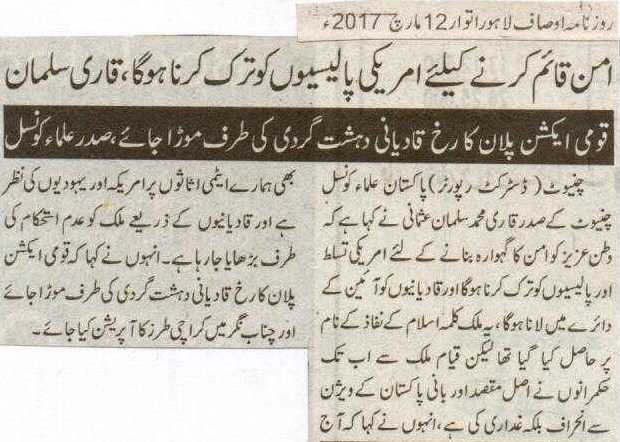 روزنامہ اوصاف لاہور اتوار 12 مارچ 2017ء
امن قائم کرنے کیلئے امریکی پالیسیوں کو ترک کرنا ہوگا، قاری سلمان
قومی ایکشن پلان کا رخ قادیانی دہشت گردی کی طرف موڑا جائے، صدر علماء کونسل
چنیوٹ (ڈسٹرکٹ رپورٹر) پاکستان علماء کونسل
چنیوٹ کے صدر قاری محمد سلمان عثمانی نے کہا ہے کہ
وطن عزیز کو امن کا گہوارہ بنانے کے لئے امریکی تسلط
اور پالیسیوں کو ترک کرنا ہوگا اور قادیانیوں کو آئین کے
دائرے میں لانا ہوگا، یہ ملک کلمہ اسلام کے نفاذ کے نام
پر حاصل کیا گیا تھا لیکن قیام ملک سے اب تک
حکمرانوں نے اصل مقصد اور بانی پاکستان کے ویژن
سے انحراف بلکہ غداری کی ہے، انہوں نے کہا کہ آج
بھی ہمارے ایٹمی اثاثوں پر امریکہ اور یہودیوں کی نظر
ہے اور قادیانیوں کے ذریعے ملک کو عدم استحکام کی
طرف بڑھایا جا رہا ہے۔ انہوں نے کہا کہ قومی ایکشن
پلان کا رخ قادیانی دہشت گردی کی طرف موڑا جائے
اور چناب نگر میں کراچی طرز کا آپریشن کیا جائے۔